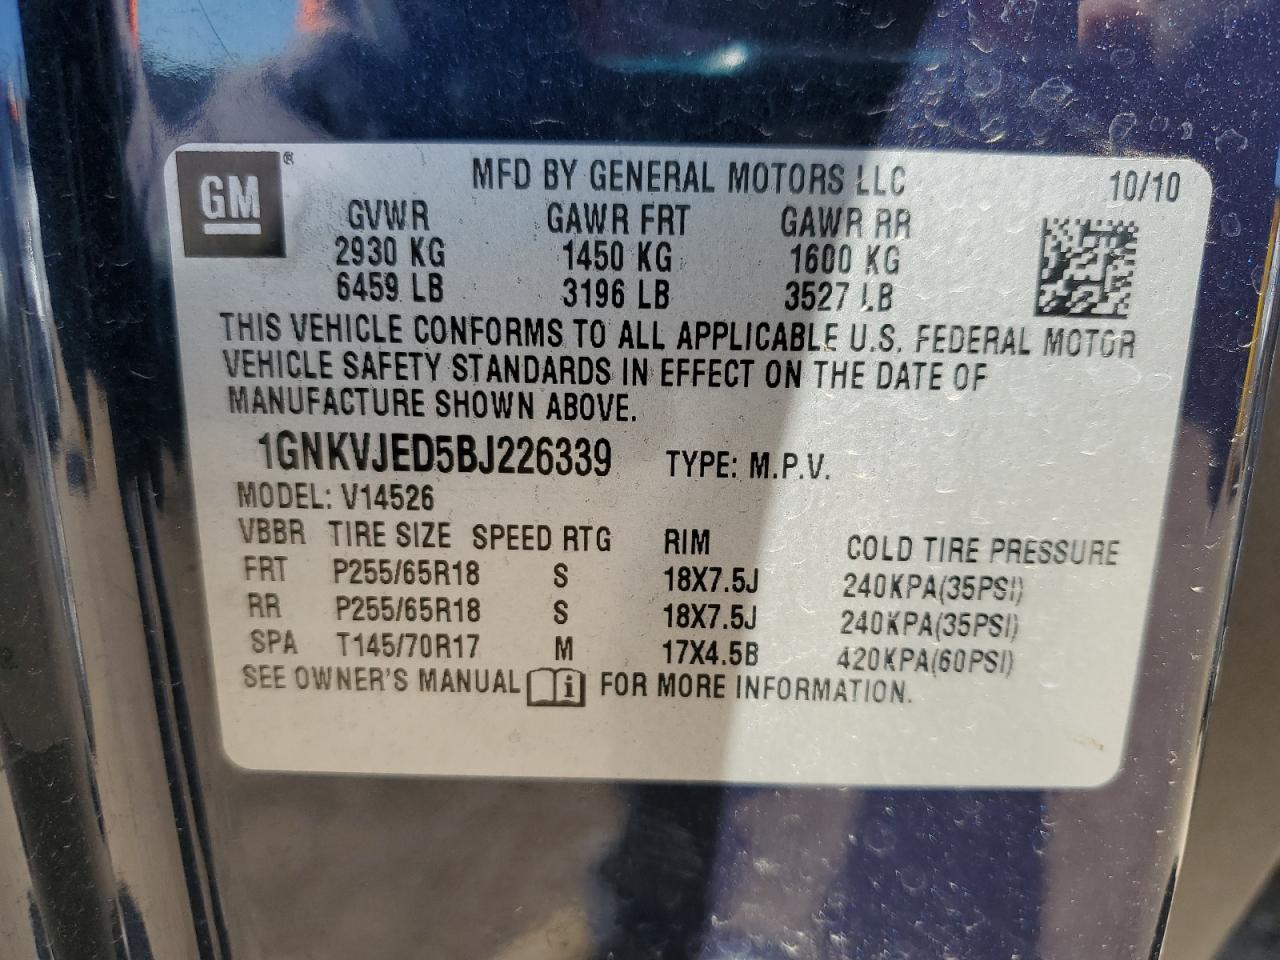 GM ® MFD BY GENERAL MOTORS LLC 10/10
GVWR GAWR FRT GAWR RR
2930 KG 1450 KG 1600 KG
6459 LB 3196 LB 3527 LB
THIS VEHICLE CONFORMS TO ALL APPLICABLE U.S. FEDERAL MOTOR
VEHICLE SAFETY STANDARDS IN EFFECT ON THE DATE OF
MANUFACTURE SHOWN ABOVE.
1GNKVJED5BJ226339 TYPE: M.P.V.
MODEL: V14526
VBBR TIRE SIZE SPEED RTG RIM COLD TIRE PRESSURE
FRT P255/65R18 S 18X7.5J 240KPA(35PSI)
RR P255/65R18 S 18X7.5J 240KPA(35PSI)
SPA T145/70R17 M 17X4.5B 420KPA(60PSI)
SEE OWNER'S MANUAL i FOR MORE INFORMATION.